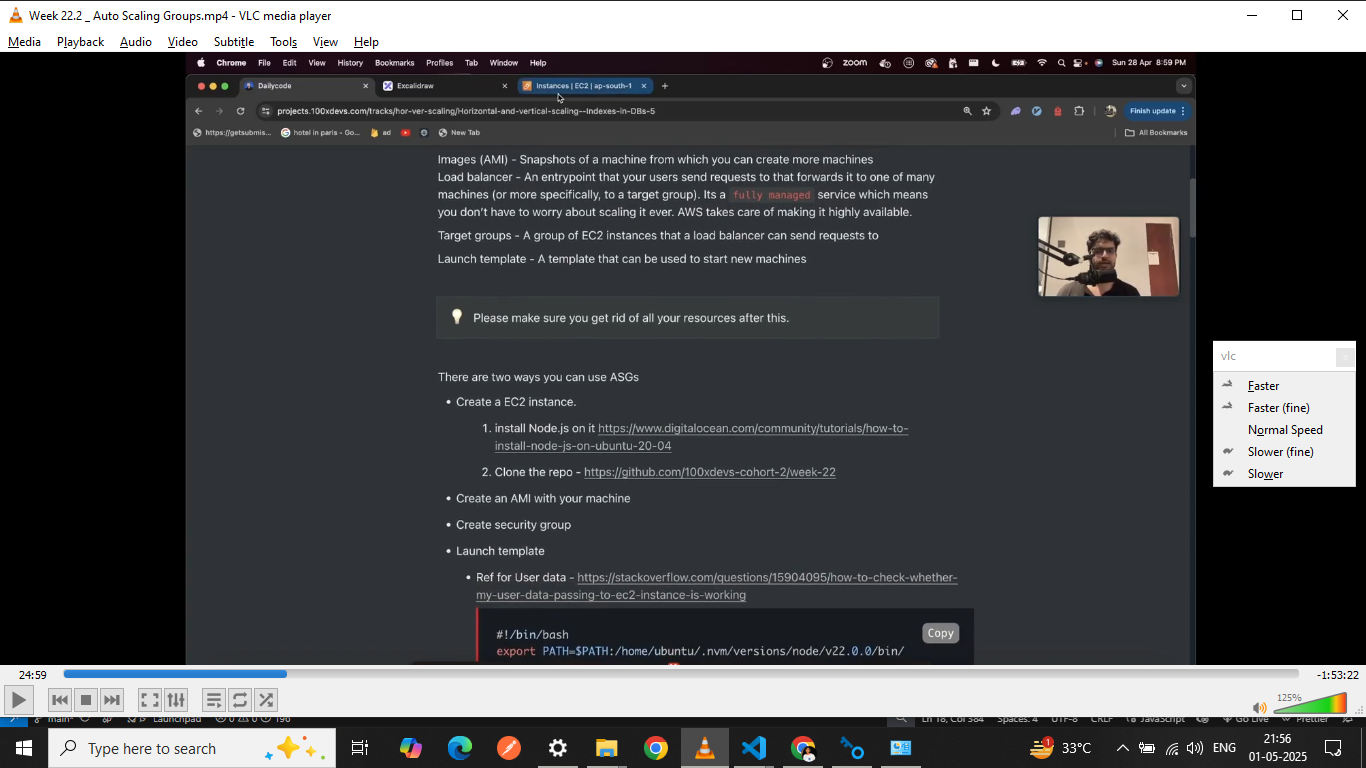 Week 22.2 _ Auto Scaling Groups.mp4 - VLC media player
Media Playback Audio Video Subtitle Tools View Help
Chrome File Edit View History Bookmarks Profiles Tab Window Help
zoom
Sun 28 Apr 8:59 PM
Dailycode
Excalidraw
Instances | EC2 | ap-south-1
projects.100xdevs.com/tracks/hor-ver-scaling/Horizontal-and-vertical-scaling--Indexes-in-DBs-5
Finish update
https://getsubmis...
hotel in paris - Go...
ad
New Tab
All Bookmarks
Images (AMI) - Snapshots of a machine from which you can create more machines
Load balancer - An entrypoint that your users send requests to that forwards it to one of many
machines (or more specifically, to a target group). Its a fully managed service which means
you don’t have to worry about scaling it ever. AWS takes care of making it highly available.
Target groups - A group of EC2 instances that a load balancer can send requests to
Launch template - A template that can be used to start new machines
Please make sure you get rid of all your resources after this.
There are two ways you can use ASGs
• Create a EC2 instance.
1. install Node.js on it https://www.digitalocean.com/community/tutorials/how-to-
install-node-js-on-ubuntu-20-04
2. Clone the repo - https://github.com/100xdevs-cohort-2/week-22
• Create an AMI with your machine
• Create security group
• Launch template
• Ref for User data - https://stackoverflow.com/questions/15904095/how-to-check-whether-
my-user-data-passing-to-ec2-instance-is-working
Copy
#!/bin/bash
export PATH=$PATH:/home/ubuntu/.nvm/versions/node/v22.0.0/bin/
vlc
Faster
Faster (fine)
Normal Speed
Slower (fine)
Slower
24:59
-1:53:22
125%
main*
Launchpad
0 0 196
Ln 18, Col 384
Spaces: 4
UTF-8
CRLF
JavaScript
Go Live
Prettier
Type here to search
1
33°C
ENG
21:56
01-05-2025